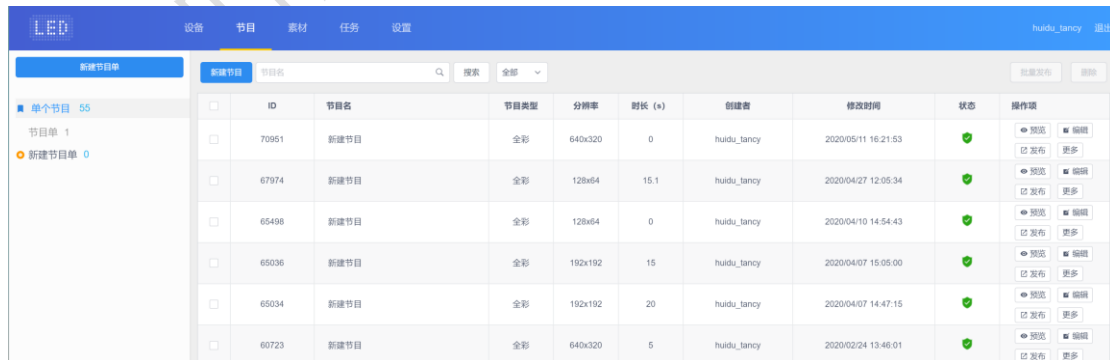 LED 设备 节目 素材 任务 设置 huidu_tancy 退出
新建节目单 新建节目 节目名 搜索 全部 批量发布 删除
单个节目 55
节目单 1
新建节目单 0
ID 节目名 节目类型 分辨率 时长 (s) 创建者 修改时间 状态 操作项
70951 新建节目 全彩 640x320 0 huidu_tancy 2020/05/11 16:21:53 预览 编辑
发布 更多
67974 新建节目 全彩 128x64 15.1 huidu_tancy 2020/04/27 12:05:34 预览 编辑
发布 更多
65498 新建节目 全彩 128x64 0 huidu_tancy 2020/04/10 14:54:43 预览 编辑
发布 更多
65036 新建节目 全彩 192x192 15 huidu_tancy 2020/04/07 15:05:00 预览 编辑
发布 更多
65034 新建节目 全彩 192x192 20 huidu_tancy 2020/04/07 14:47:15 预览 编辑
发布 更多
60723 新建节目 全彩 640x320 5 huidu_tancy 2020/02/24 13:46:01 预览 编辑
发布 更多